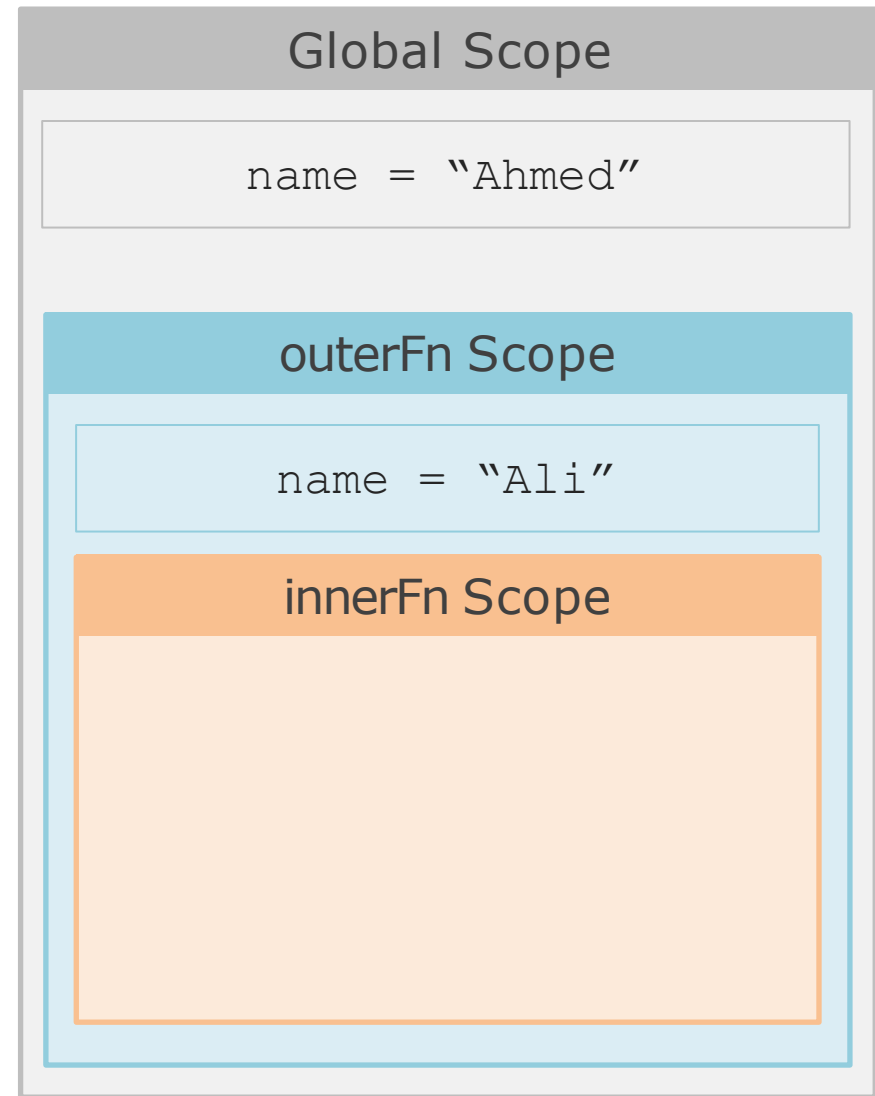 Global Scope
name = “Ahmed”
outerFn Scope
name = “Ali”
innerFn Scope